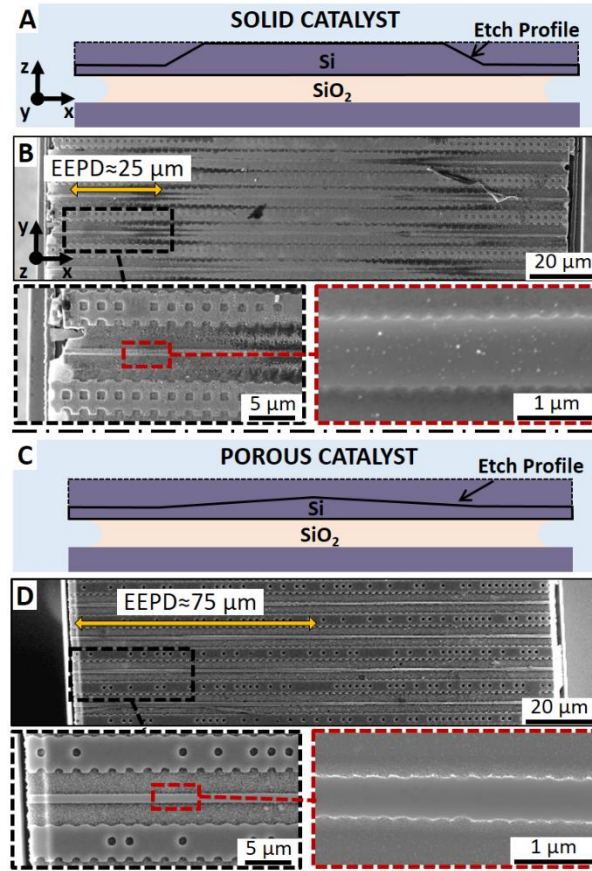 A
SOLID CATALYST
Etch Profile
z
Si
SiO₂
y
x
B
EEPD≈25 μm
y
z
x
20 μm
5 μm
1 μm
C
POROUS CATALYST
Etch Profile
Si
SiO₂
D
EEPD≈75 μm
20 μm
5 μm
1 μm